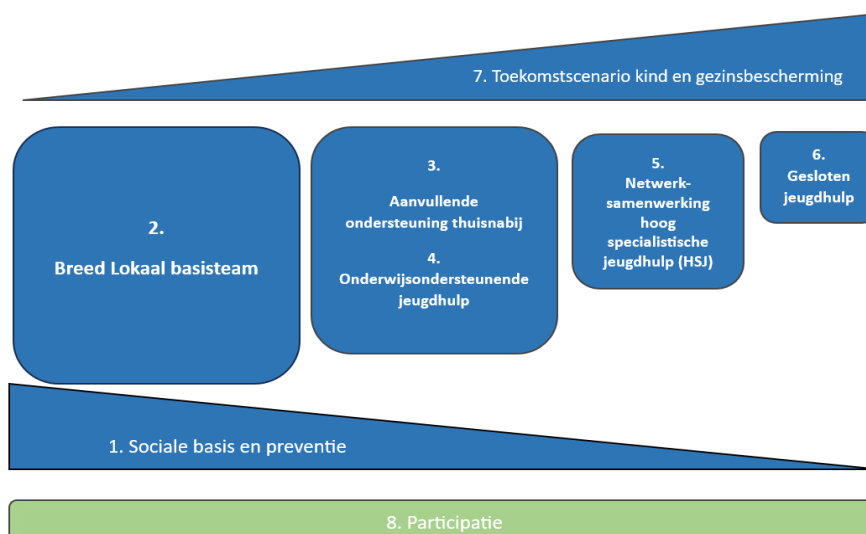 7. Toekomstscenario kind en gezinsbescherming
2.
Breed Lokaal basisteam
3.
Aanvullende
ondersteuning thuisnabij
4.
Onderwijsondersteunende
jeugdhulp
5.
Netwerk-
samenwerking
hoog
specialistische
jeugdhulp (HSJ)
6.
Gesloten
jeugdhulp
1. Sociale basis en preventie
8. Participatie